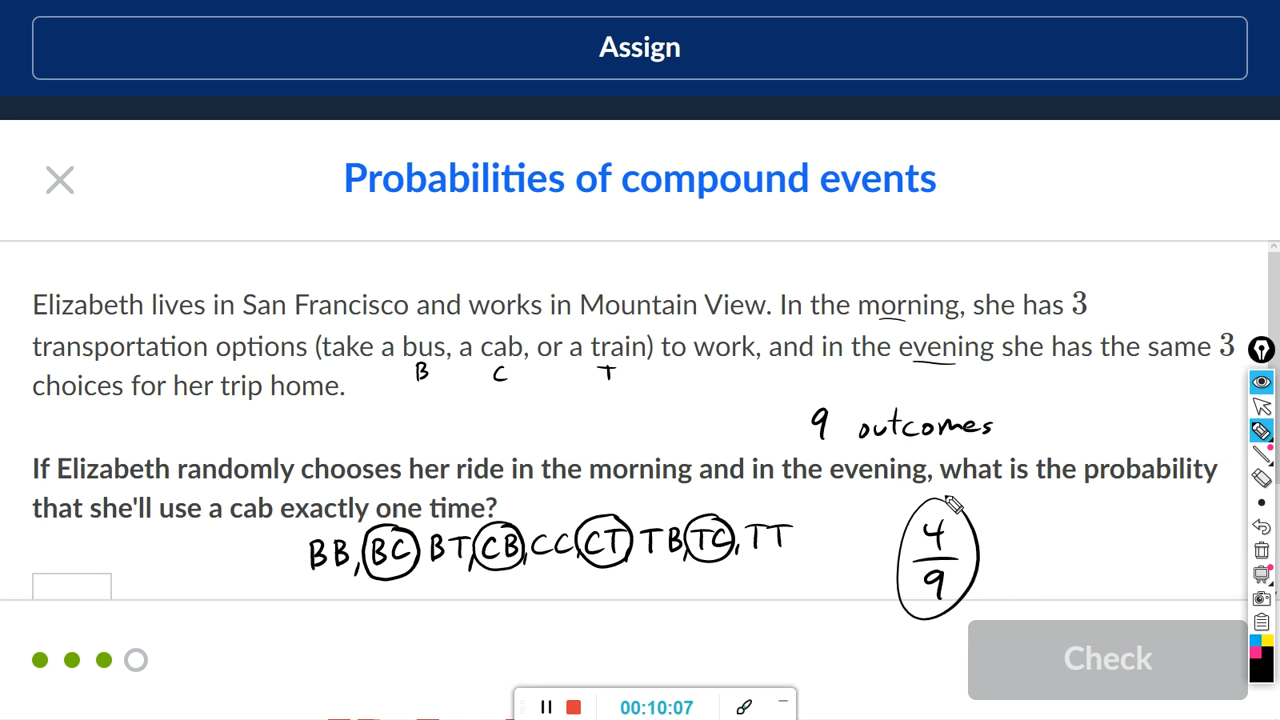 Assign
Probabilities of compound events
Elizabeth lives in San Francisco and works in Mountain View. In the morning, she has 3
transportation options (take a bus, a cab, or a train) to work, and in the evening she has the same 3
B C T
choices for her trip home.
9 outcomes
If Elizabeth randomly chooses her ride in the morning and in the evening, what is the probability
that she'll use a cab exactly one time?
BB, BC BT, CB, CC, CT, TB, TC, TT
4
9
Check
00:10:07